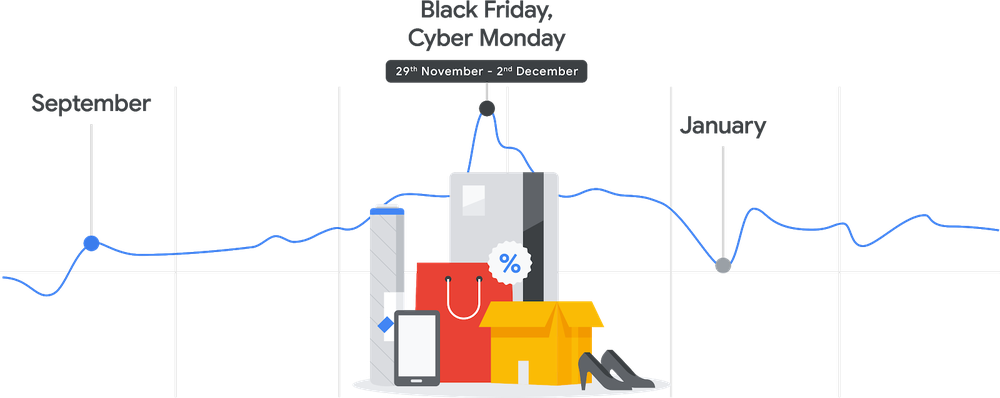 Black Friday,
Cyber Monday
29th November - 2nd December
September
January
%